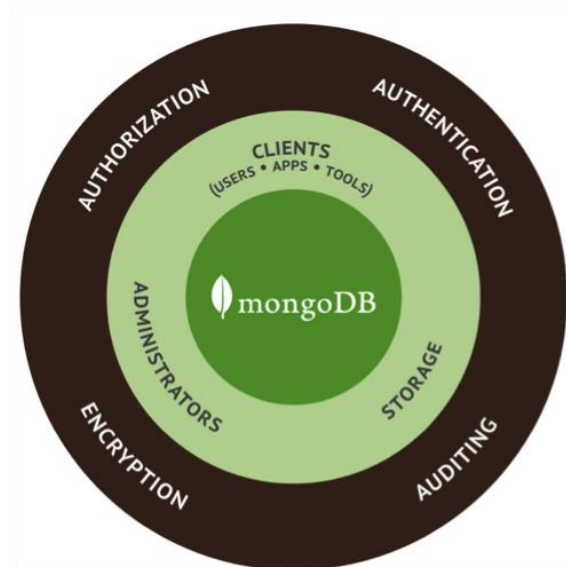 AUTHORIZATION
AUTHENTICATION
CLIENTS
(USERS • APPS • TOOLS)
mongoDB
ADMINISTRATORS
STORAGE
ENCRYPTION
AUDITING